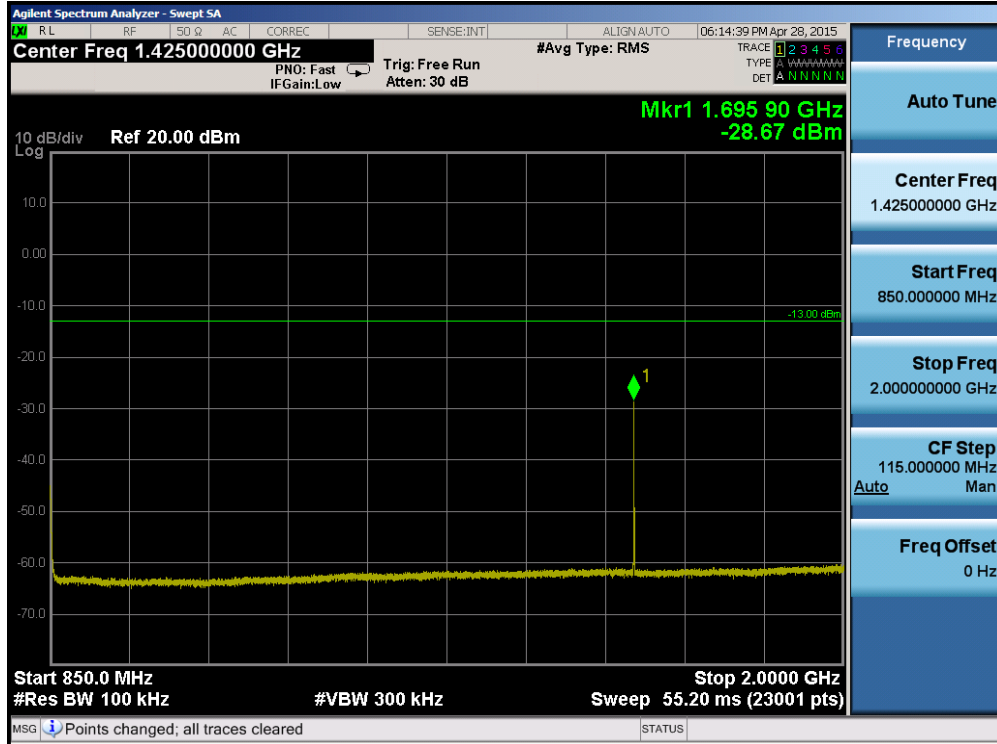 Agilent Spectrum Analyzer - Swept SA
LXI RL RF 50 Ω AC CORREC SENSE:INT ALIGN AUTO 06:14:39 PM Apr 28, 2015
Center Freq 1.425000000 GHz #Avg Type: RMS TRACE 1 2 3 4 5 6
PNO: Fast Trig: Free Run TYPE A WWWWW
IFGain:Low Atten: 30 dB DET A N N N N N
Mkr1 1.695 90 GHz
10 dB/div Ref 20.00 dBm -28.67 dBm
Log
10.0
0.00
-10.0
-13.00 dBm
-20.0
1
-30.0
-40.0
-50.0
-60.0
-70.0
Start 850.0 MHz Stop 2.0000 GHz
#Res BW 100 kHz #VBW 300 kHz Sweep 55.20 ms (23001 pts)
MSG Points changed; all traces cleared STATUS
Frequency
Auto Tune
Center Freq
1.425000000 GHz
Start Freq
850.000000 MHz
Stop Freq
2.000000000 GHz
CF Step
115.000000 MHz
Auto Man
Freq Offset
0 Hz